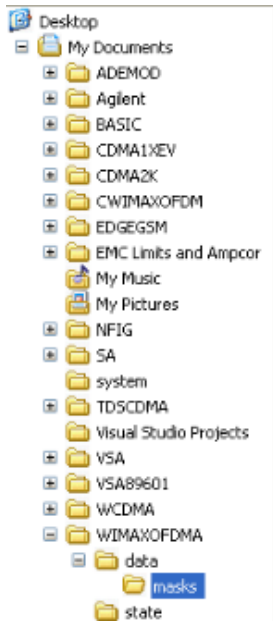 Desktop
My Documents
ADEMOD
Agilent
BASIC
CDMA1XEV
CDMA2K
CWIMAXOFDM
EDGEGSM
EMC Limits and Ampcor
My Music
My Pictures
NFIG
SA
system
TDSCDMA
Visual Studio Projects
VSA
VSA89601
WCDMA
WIMAXOFDMA
data
masks
state